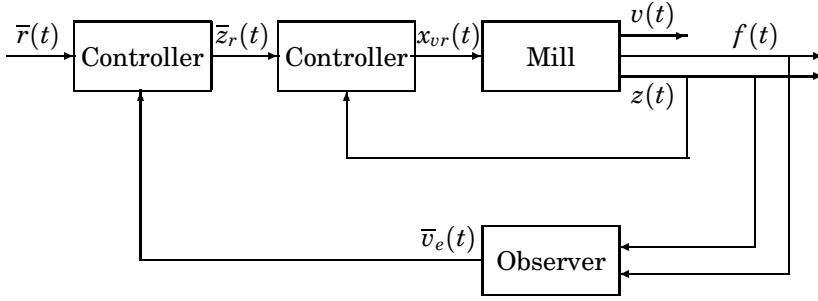 r̅(t) Controller z̅ᵣ(t) Controller xᵥᵣ(t) Mill v(t) f(t)
z(t)
v̅ₑ(t) Observer